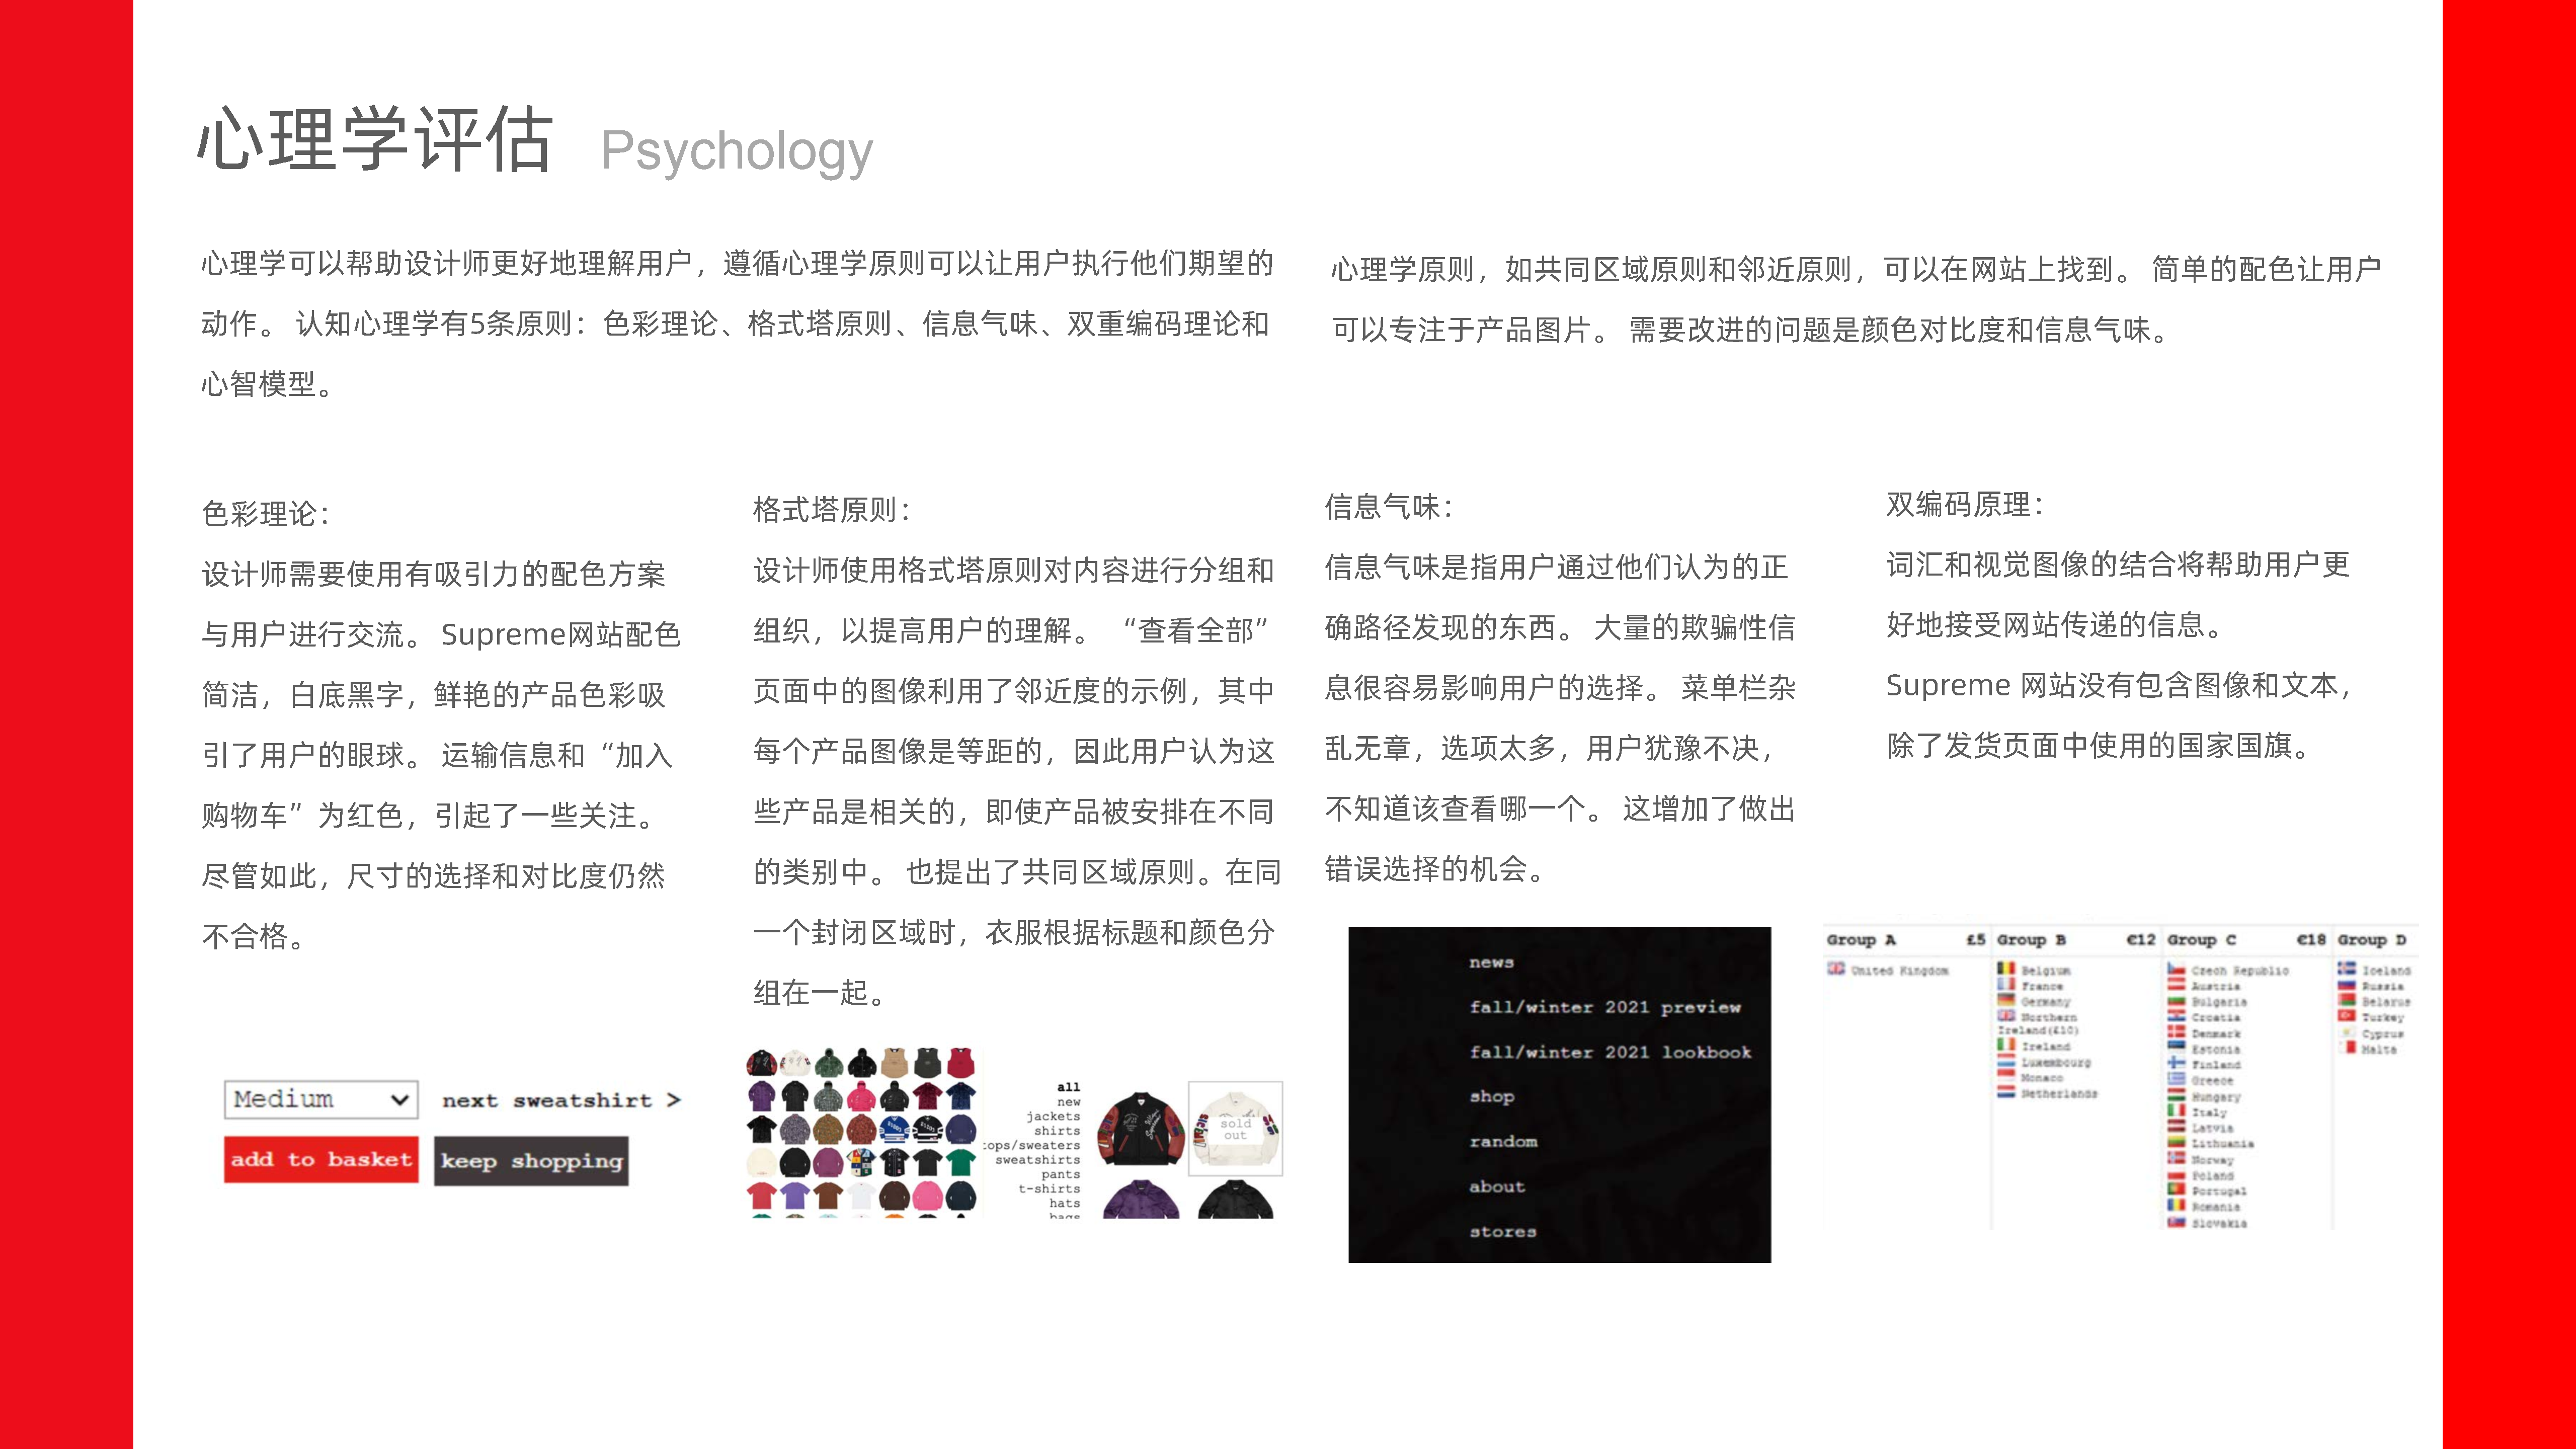 心理学评估 Psychology
心理学可以帮助设计师更好地理解用户，遵循心理学原则可以让用户执行他们期望的
动作。 认知心理学有5条原则：色彩理论、格式塔原则、信息气味、双重编码理论和
心智模型。
心理学原则，如共同区域原则和邻近原则，可以在网站上找到。 简单的配色让用户
可以专注于产品图片。 需要改进的问题是颜色对比度和信息气味。
色彩理论：
设计师需要使用有吸引力的配色方案
与用户进行交流。 Supreme网站配色
简洁，白底黑字，鲜艳的产品色彩吸
引了用户的眼球。 运输信息和“加入
购物车”为红色，引起了一些关注。
尽管如此，尺寸的选择和对比度仍然
不合格。
Medium
next sweatshirt >
add to basket
keep shopping
格式塔原则：
设计师使用格式塔原则对内容进行分组和
组织，以提高用户的理解。 “查看全部”
页面中的图像利用了邻近度的示例，其中
每个产品图像是等距的，因此用户认为这
些产品是相关的，即使产品被安排在不同
的类别中。 也提出了共同区域原则。在同
一个封闭区域时，衣服根据标题和颜色分
组在一起。
all
new
jackets
shirts
tops/sweaters
sweatshirts
pants
t-shirts
hats
bags
sold
out
信息气味：
信息气味是指用户通过他们认为的正
确路径发现的东西。 大量的欺骗性信
息很容易影响用户的选择。 菜单栏杂
乱无章，选项太多，用户犹豫不决，
不知道该查看哪一个。 这增加了做出
错误选择的机会。
news
fall/winter 2021 preview
fall/winter 2021 lookbook
shop
random
about
stores
双编码原理：
词汇和视觉图像的结合将帮助用户更
好地接受网站传递的信息。
Supreme 网站没有包含图像和文本，
除了发货页面中使用的国家国旗。
Group A £5
United Kingdom
Group B €12
Belgium
France
Germany
Northern
Ireland(£10)
Ireland
Luxembourg
Monaco
Netherlands
Group C €18
Czech Republic
Austria
Bulgaria
Croatia
Denmark
Estonia
Finland
Greece
Hungary
Italy
Latvia
Lithuania
Norway
Poland
Portugal
Romania
Slovakia
Group D
Iceland
Russia
Belarus
Turkey
Cyprus
Malta